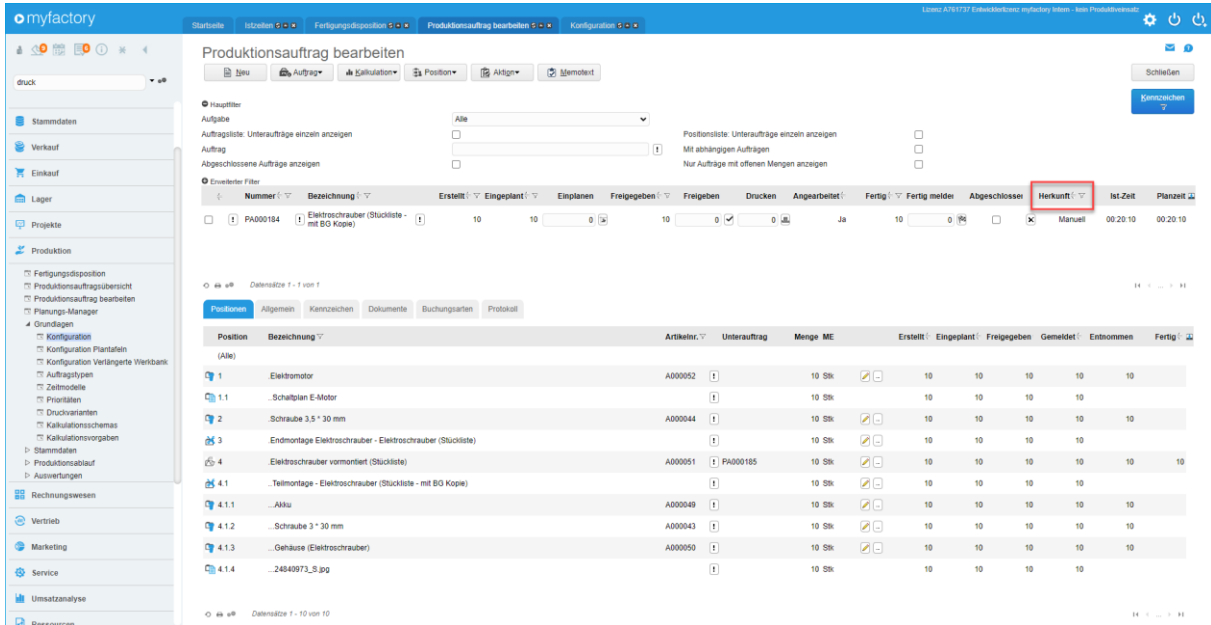 myfactory
Lizenz A761737 Entwicklerlizenz myfactory Intern - kein Produktiveinsatz
Startseite Istzeiten Fertigungsdisposition Produktionsauftrag bearbeiten Konfiguration
druck
Stammdaten
Verkauf
Einkauf
Lager
Projekte
Produktion
Fertigungsdisposition
Produktionsauftragsübersicht
Produktionsauftrag bearbeiten
Planungs-Manager
Grundlagen
Konfiguration
Konfiguration Plantafeln
Konfiguration Verlängerte Werkbank
Auftragstypen
Zeitmodelle
Prioritäten
Druckvarianten
Kalkulationsschemas
Kalkulationsvorgaben
Stammdaten
Produktionsablauf
Auswertungen
Rechnungswesen
Vertrieb
Marketing
Service
Umsatzanalyse
Ressourcen
Produktionsauftrag bearbeiten
Neu Auftrag Kalkulation Position Aktion Memotext Schließen
Kennzeichen
Hauptfilter
Aufgabe Alle
Auftragsliste: Unteraufträge einzeln anzeigen Positionsliste: Unteraufträge einzeln anzeigen
Auftrag Mit abhängigen Aufträgen
Abgeschlossene Aufträge anzeigen Nur Aufträge mit offenen Mengen anzeigen
Erweiterter Filter
Nummer Bezeichnung Erstellt Eingeplant Einplanen Freigegeben Freigeben Drucken Angearbeitet Fertig Fertig melden Abgeschlossen Herkunft Ist-Zeit Planzeit
PA000184 Elektroschrauber (Stückliste - mit BG Kopie) 10 10 0 10 0 0 Ja 10 0 Manuell 00:20:10 00:20:10
Datensätze 1 - 1 von 1
Positionen Allgemein Kennzeichen Dokumente Buchungsarten Protokoll
Position Bezeichnung Artikelnr. Unterauftrag Menge ME Erstellt Eingeplant Freigegeben Gemeldet Entnommen Fertig
(Alle)
1 .Elektromotor A000052 10 Stk 10 10 10 10 10
1.1 ..Schaltplan E-Motor 10 Stk 10 10 10 10
2 .Schraube 3,5 * 30 mm A000044 10 Stk 10 10 10 10 10
3 .Endmontage Elektroschrauber - Elektroschrauber (Stückliste) 10 Stk 10 10 10 10
4 .Elektroschrauber vormontiert (Stückliste) A000051 PA000185 10 Stk 10 10 10 10 10 10
4.1 ..Teilmontage - Elektroschrauber (Stückliste - mit BG Kopie) 10 Stk 10 10 10 10
4.1.1 ...Akku A000049 10 Stk 10 10 10 10 10
4.1.2 ...Schraube 3 * 30 mm A000043 10 Stk 10 10 10 10 10
4.1.3 ...Gehäuse (Elektroschrauber) A000050 10 Stk 10 10 10 10 10
4.1.4 ...24840973_S.jpg 10 Stk 10 10 10 10
Datensätze 1 - 10 von 10